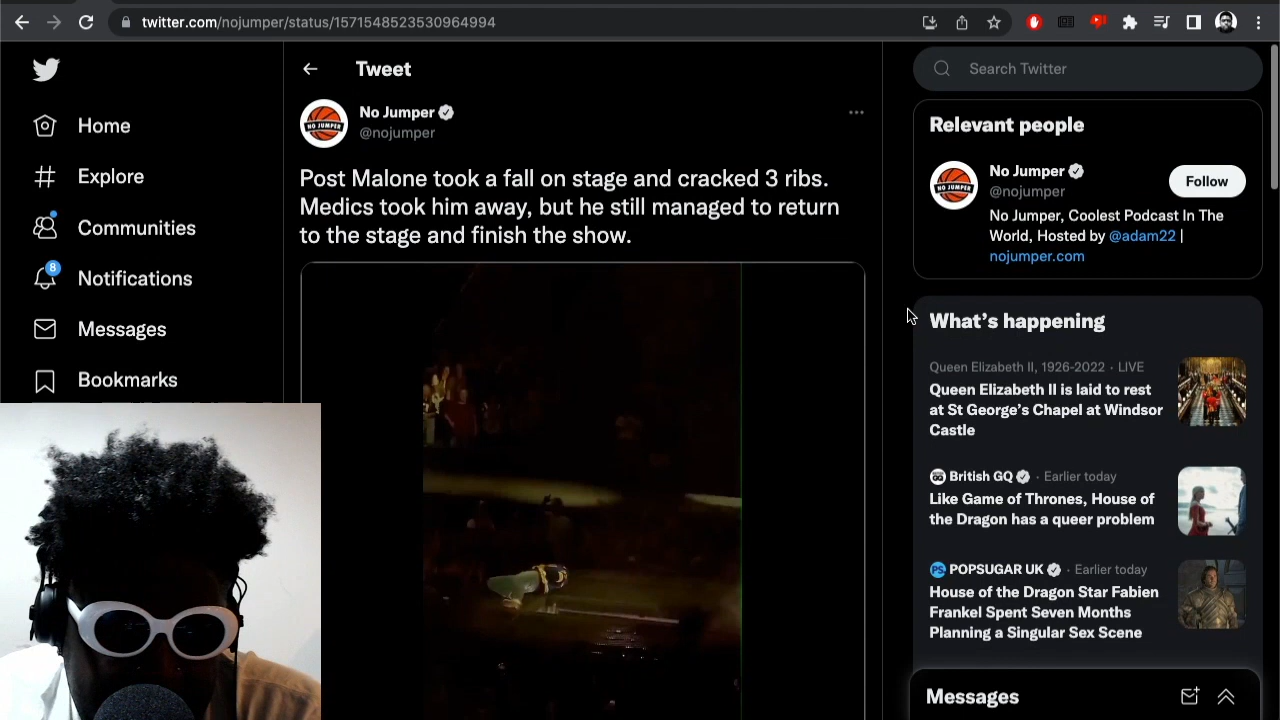 twitter.com/nojumper/status/1571548523530964994
Home
Explore
Communities
8
Notifications
Messages
Bookmarks
Tweet
NO JUMPER
No Jumper
@nojumper
Post Malone took a fall on stage and cracked 3 ribs.
Medics took him away, but he still managed to return
to the stage and finish the show.
Search Twitter
Relevant people
NO JUMPER
No Jumper
@nojumper
Follow
No Jumper, Coolest Podcast In The
World, Hosted by @adam22 |
nojumper.com
What's happening
Queen Elizabeth II, 1926-2022 · LIVE
Queen Elizabeth II is laid to rest
at St George's Chapel at Windsor
Castle
British GQ · Earlier today
Like Game of Thrones, House of
the Dragon has a queer problem
PS POPSUGAR UK · Earlier today
House of the Dragon Star Fabien
Frankel Spent Seven Months
Planning a Singular Sex Scene
Messages